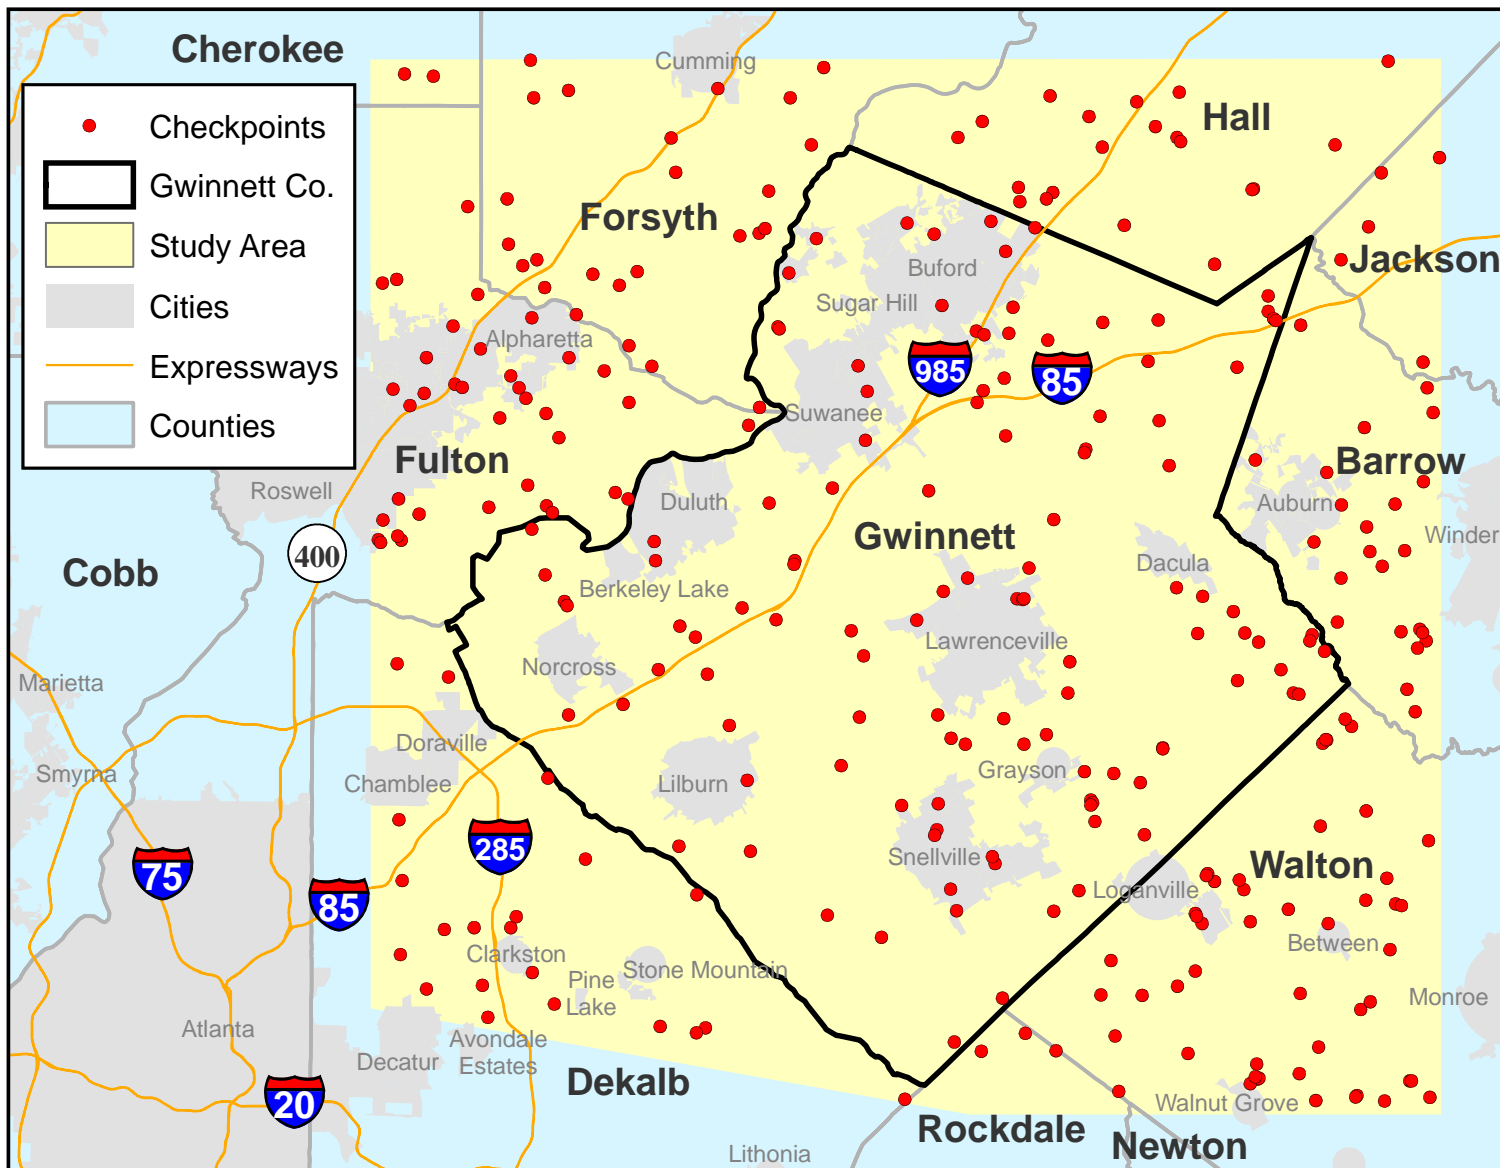 Cherokee
Cumming
Checkpoints
Gwinnett Co.
Study Area
Cities
Expressways
Counties
Hall
Forsyth
Jackson
Buford
Sugar Hill
Alpharetta
985
85
Suwanee
Fulton
Barrow
Roswell
Duluth
Auburn
Gwinnett
Winder
400
Cobb
Berkeley Lake
Dacula
Lawrenceville
Norcross
Marietta
Doraville
Smyrna
Chamblee
Lilburn
Grayson
285
Snellville
Walton
75
85
Loganville
Between
Clarkston
Stone Mountain
Pine
Lake
Monroe
Atlanta
Avondale
Estates
Decatur
Dekalb
20
Walnut Grove
Rockdale
Newton
Lithonia